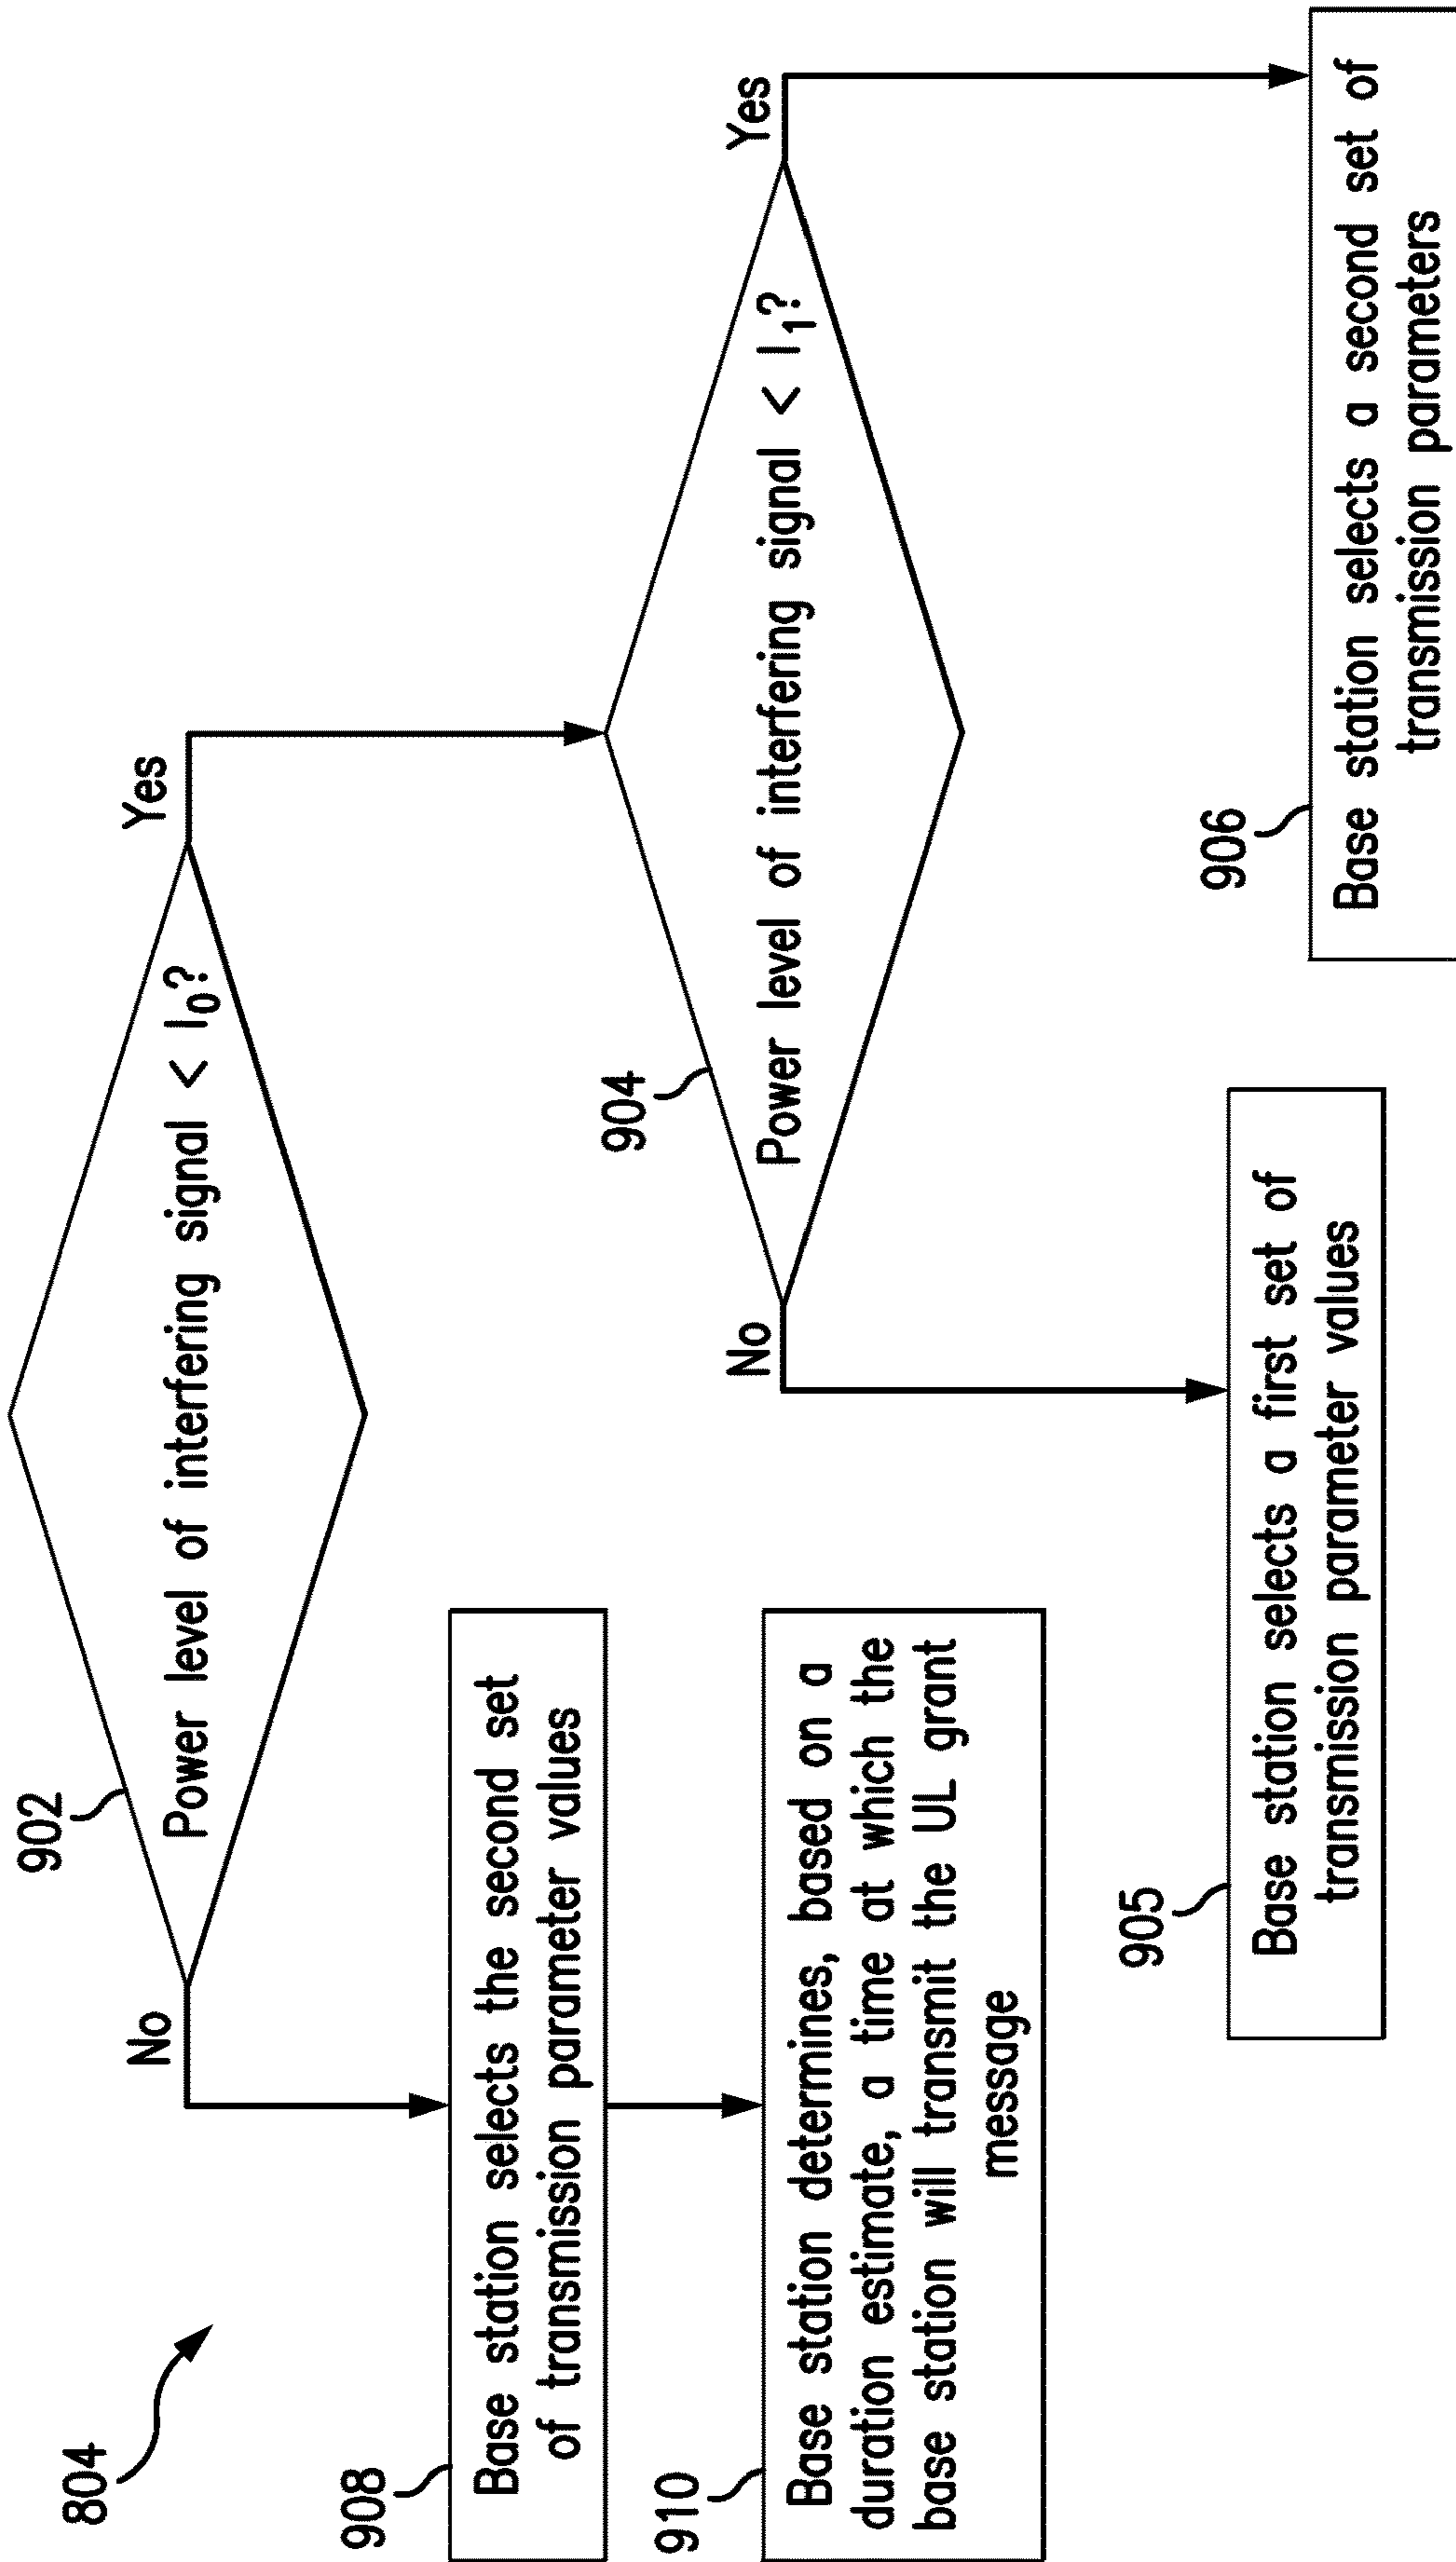 804
902
Power level of interfering signal < I0?
No
Yes
908
Base station selects the second set
of transmission parameter values
904
Power level of interfering signal < I1?
No
Yes
910
Base station determines, based on a
duration estimate, a time at which the
base station will transmit the UL grant
message
905
Base station selects a first set of
transmission parameter values
906
Base station selects a second set of
transmission parameters